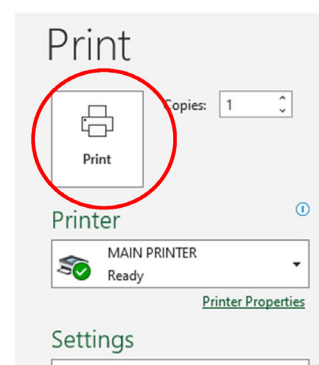 Print
Copies: 1
Print
Printer
MAIN PRINTER
Ready
Printer Properties
Settings